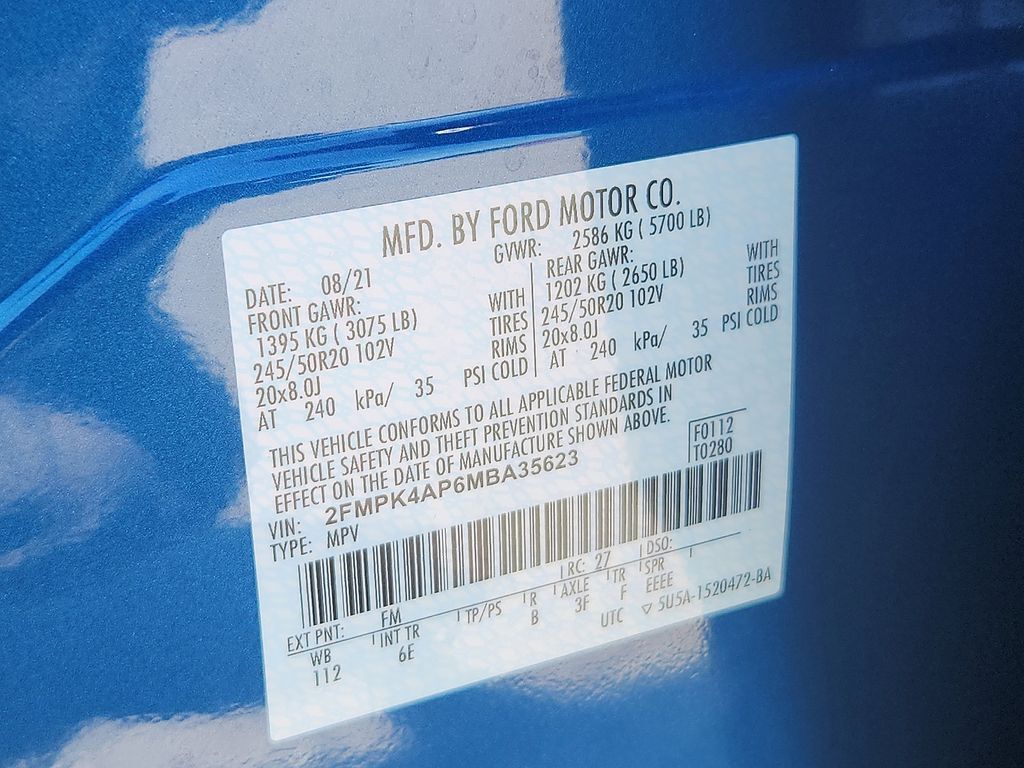 MFD. BY FORD MOTOR CO.
DATE: 08/21 GVWR: 2586 KG ( 5700 LB)
FRONT GAWR: REAR GAWR:
1395 KG ( 3075 LB) WITH 1202 KG ( 2650 LB) WITH
245/50R20 102V TIRES 245/50R20 102V TIRES
20x8.0J RIMS 20x8.0J RIMS
AT 240 kPa/ 35 PSI COLD AT 240 kPa/ 35 PSI COLD
THIS VEHICLE CONFORMS TO ALL APPLICABLE FEDERAL MOTOR
VEHICLE SAFETY AND THEFT PREVENTION STANDARDS IN
EFFECT ON THE DATE OF MANUFACTURE SHOWN ABOVE.
VIN: 2FMPK4AP6MBA35623 F0112
TYPE: MPV T0280
EXT PNT: FM RC: 27 DSO:
WB INT TR TP/PS R AXLE TR SPR
112 6E B 3F F EEEE
UTC ▽ 5U5A-1520472-BA